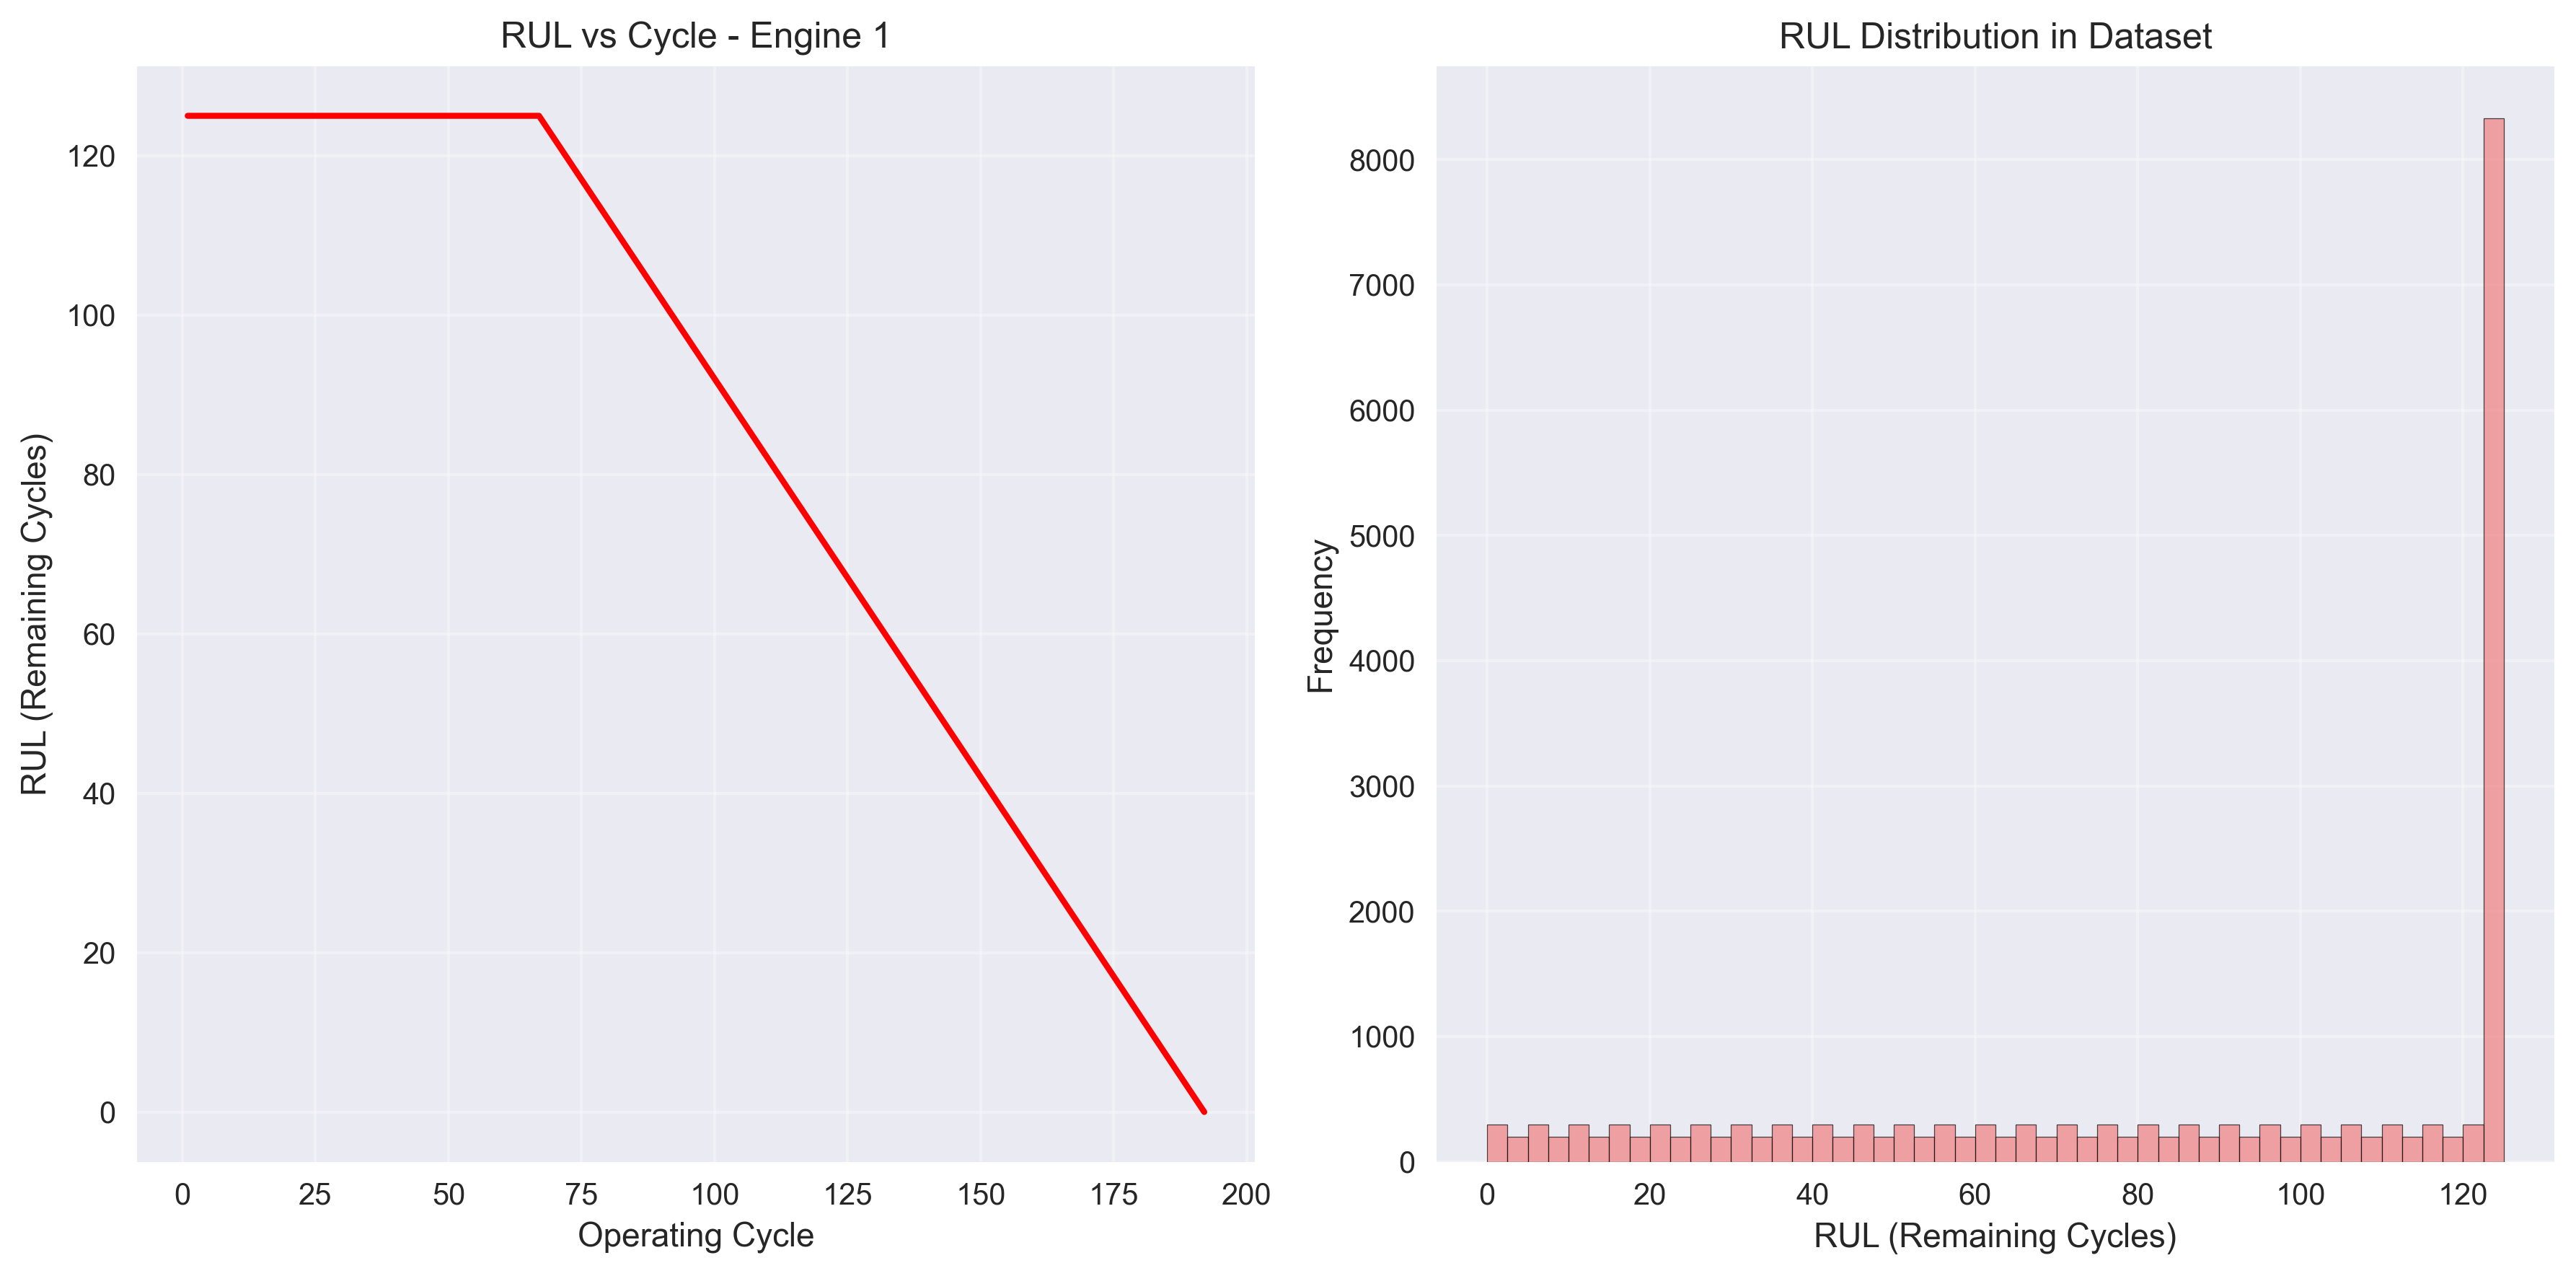 RUL vs Cycle - Engine 1
120
100
80
60
40
20
0
RUL (Remaining Cycles)
0 25 50 75 100 125 150 175 200
Operating Cycle
RUL Distribution in Dataset
8000
7000
6000
5000
4000
3000
2000
1000
0
Frequency
0 20 40 60 80 100 120
RUL (Remaining Cycles)